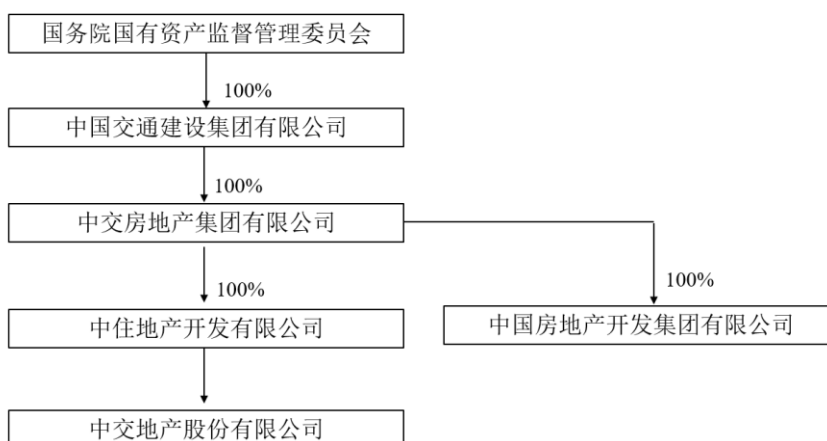 国务院国有资产监督管理委员会
100%
中国交通建设集团有限公司
100%
中交房地产集团有限公司
100%
100%
中住地产开发有限公司
中国房地产开发集团有限公司
中交地产股份有限公司